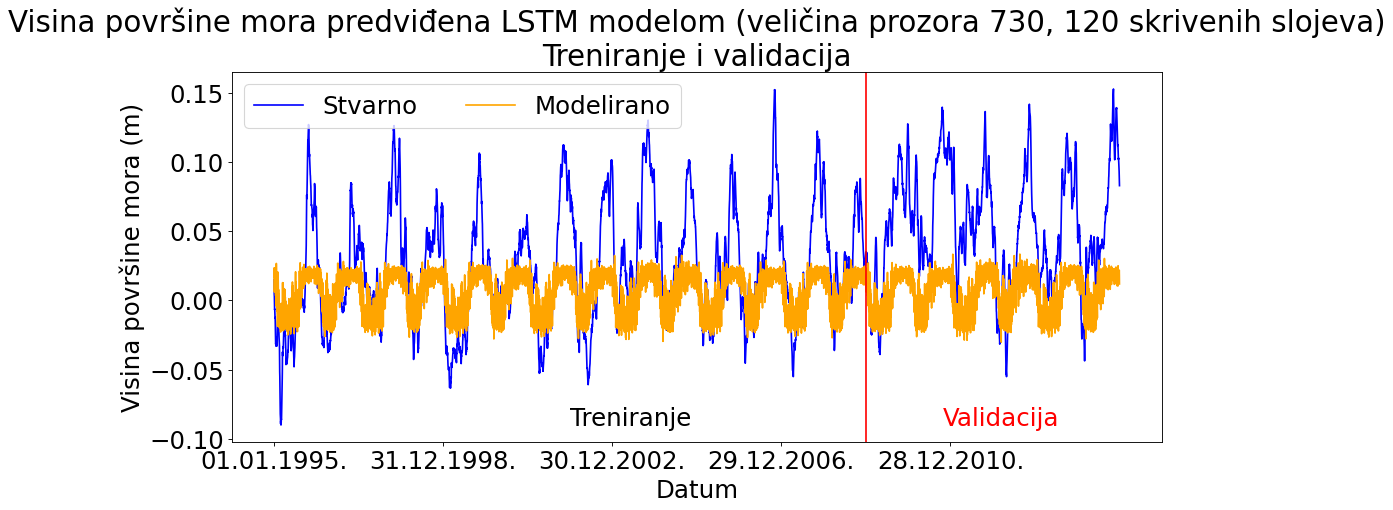 Visina površine mora predviđena LSTM modelom (veličina prozora 730, 120 skrivenih slojeva)
Treniranje i validacija
Stvarno
Modelirano
Visina površine mora (m)
0.15
0.10
0.05
0.00
−0.05
−0.10
Treniranje
Validacija
01.01.1995.
31.12.1998.
30.12.2002.
29.12.2006.
28.12.2010.
Datum